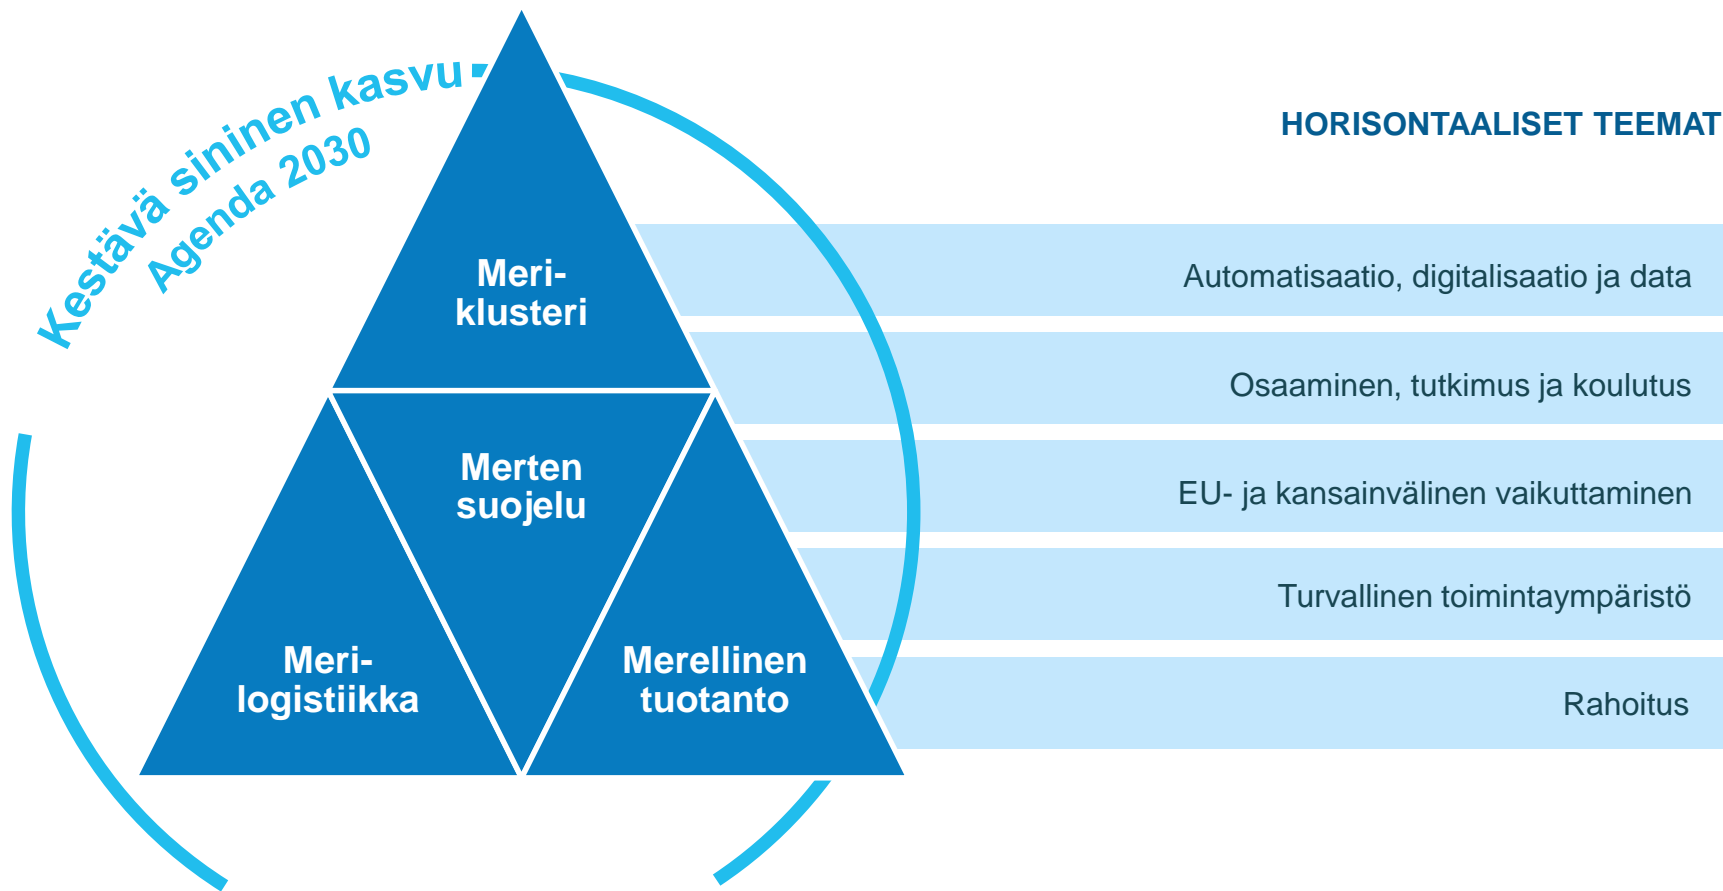 Kestävä sininen kasvu
Agenda 2030
HORISONTAALISET TEEMAT
Meri-
klusteri
Merten
suojelu
Meri-
logistiikka
Merellinen
tuotanto
Automatisaatio, digitalisaatio ja data
Osaaminen, tutkimus ja koulutus
EU- ja kansainvälinen vaikuttaminen
Turvallinen toimintaympäristö
Rahoitus